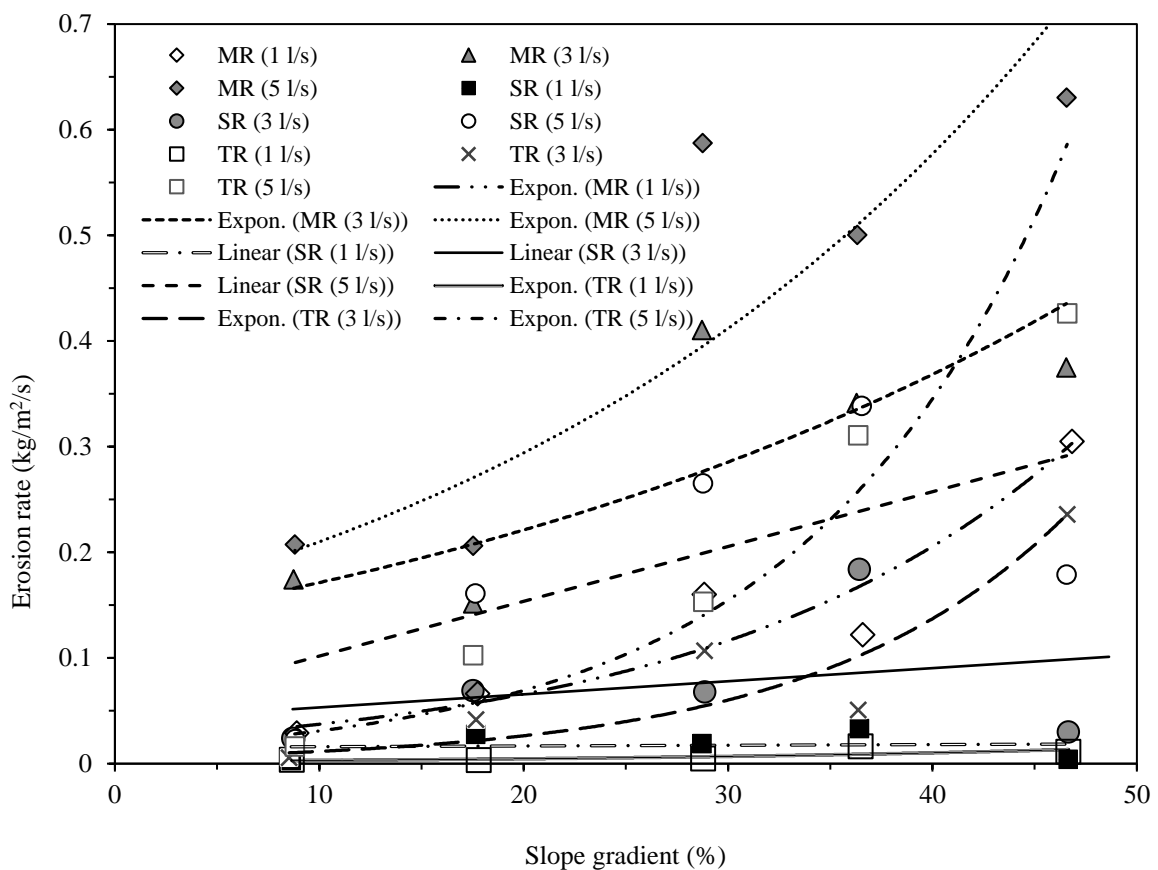 0.7
0.6
0.5
0.4
0.3
0.2
0.1
0
Erosion rate (kg/m²/s)
MR (1 l/s) MR (3 l/s)
MR (5 l/s) SR (1 l/s)
SR (3 l/s) SR (5 l/s)
TR (1 l/s) TR (3 l/s)
TR (5 l/s) Expon. (MR (1 l/s))
Expon. (MR (3 l/s)) Expon. (MR (5 l/s))
Linear (SR (1 l/s)) Linear (SR (3 l/s))
Linear (SR (5 l/s)) Expon. (TR (1 l/s))
Expon. (TR (3 l/s)) Expon. (TR (5 l/s))
0 10 20 30 40 50
Slope gradient (%)